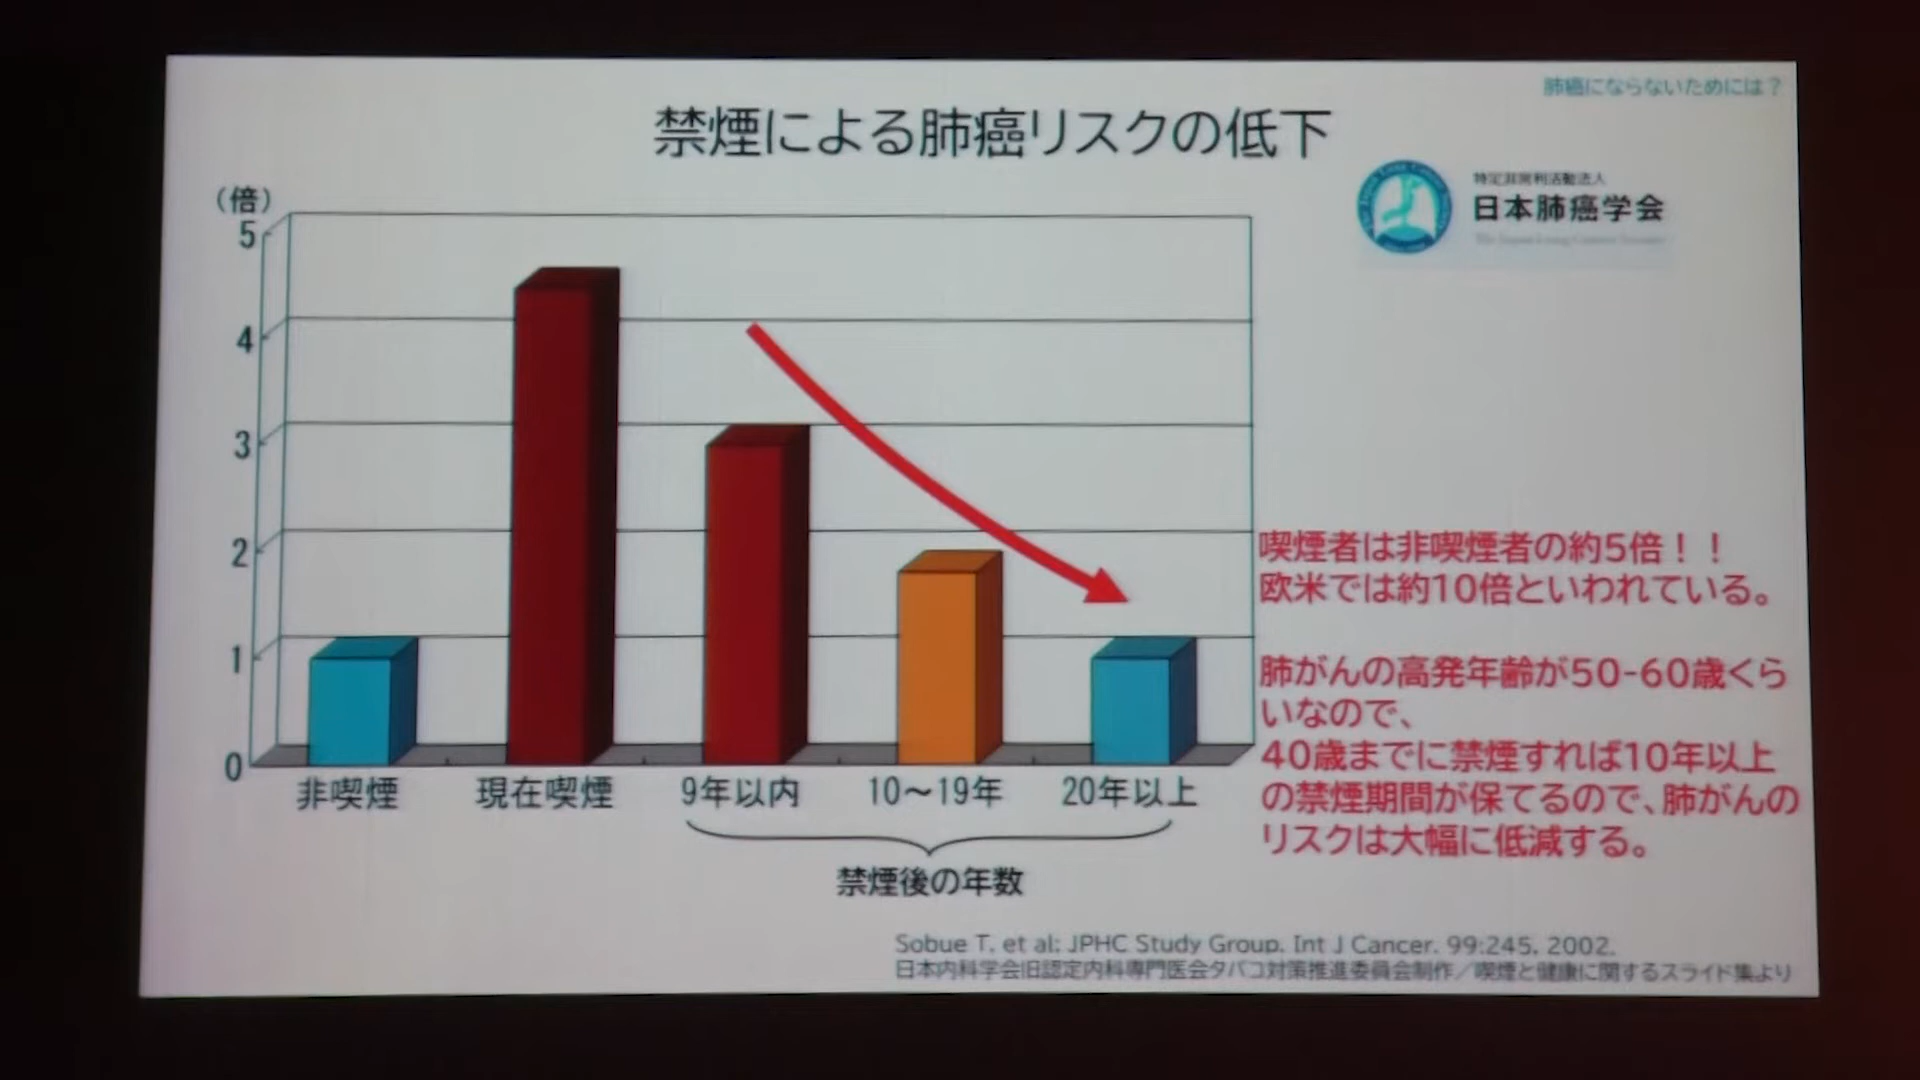 肺癌にならないためには？
禁煙による肺癌リスクの低下
特定非営利活動法人
日本肺癌学会
（倍）
5
4
3
2
1
0
非喫煙
現在喫煙
9年以内
10～19年
20年以上
禁煙後の年数
喫煙者は非喫煙者の約5倍！！
欧米では約10倍といわれている。
肺がんの高発年齢が50-60歳くら
いなので、
40歳までに禁煙すれば10年以上
の禁煙期間が保てるので、肺がんの
リスクは大幅に低減する。
Sobue T, et al: JPHC Study Group. Int J Cancer. 99:245, 2002.
日本内科学会旧認定内科専門医会タバコ対策推進委員会制作／喫煙と健康に関するスライド集より